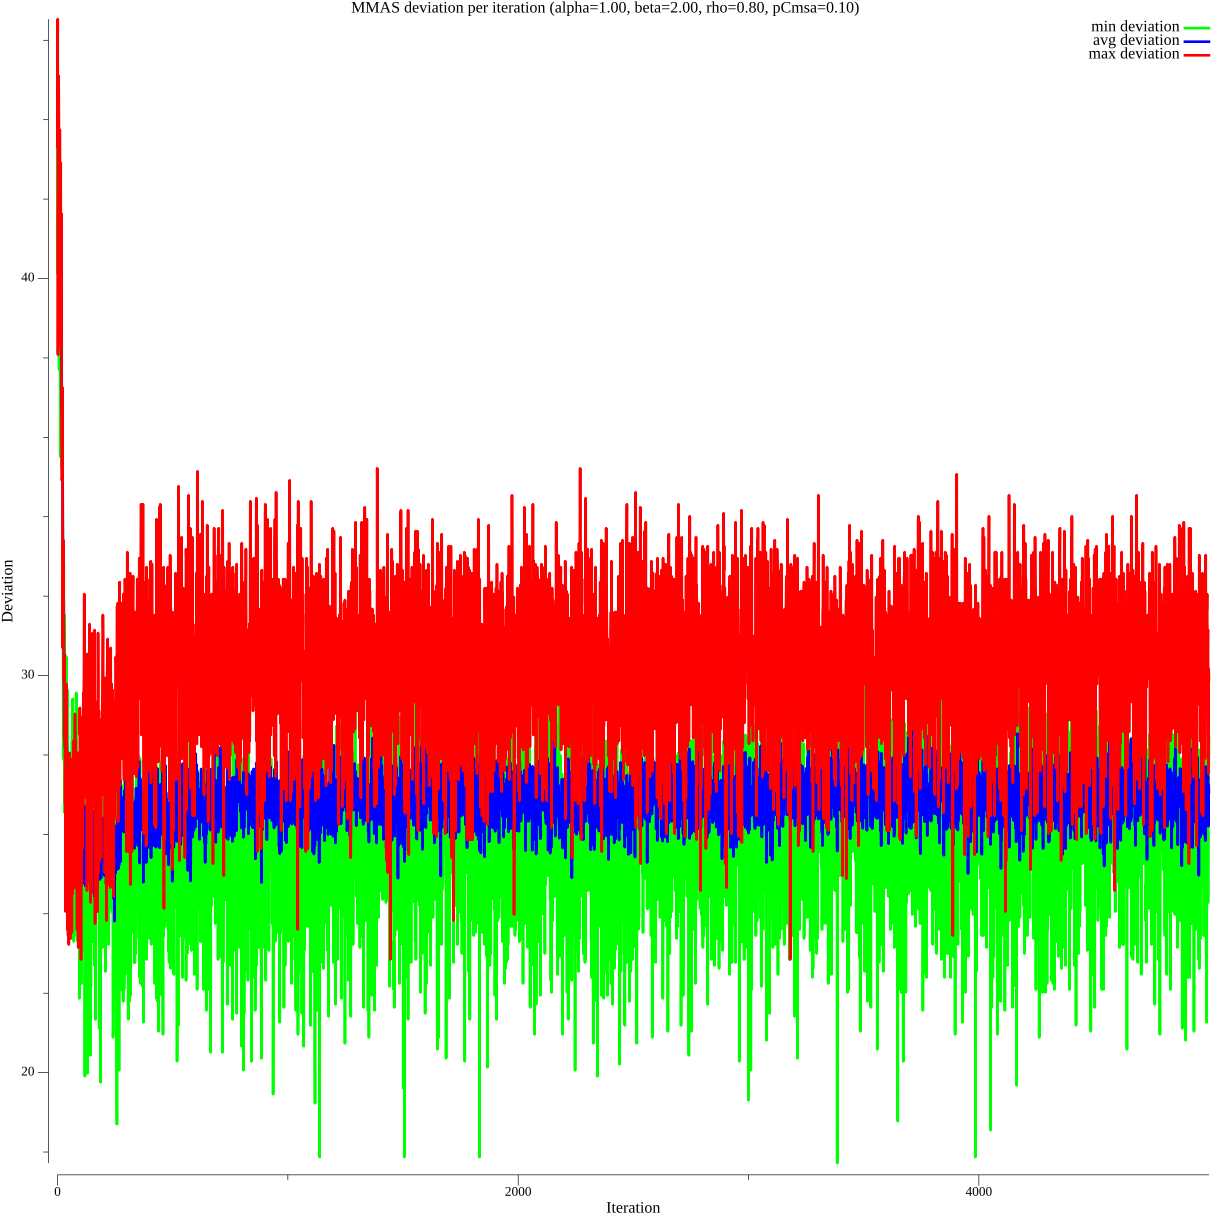 MMAS deviation per iteration (alpha=1.00, beta=2.00, rho=0.80, pCmsa=0.10)
min deviation
avg deviation
max deviation
40
30
20
Deviation
0
2000
4000
Iteration